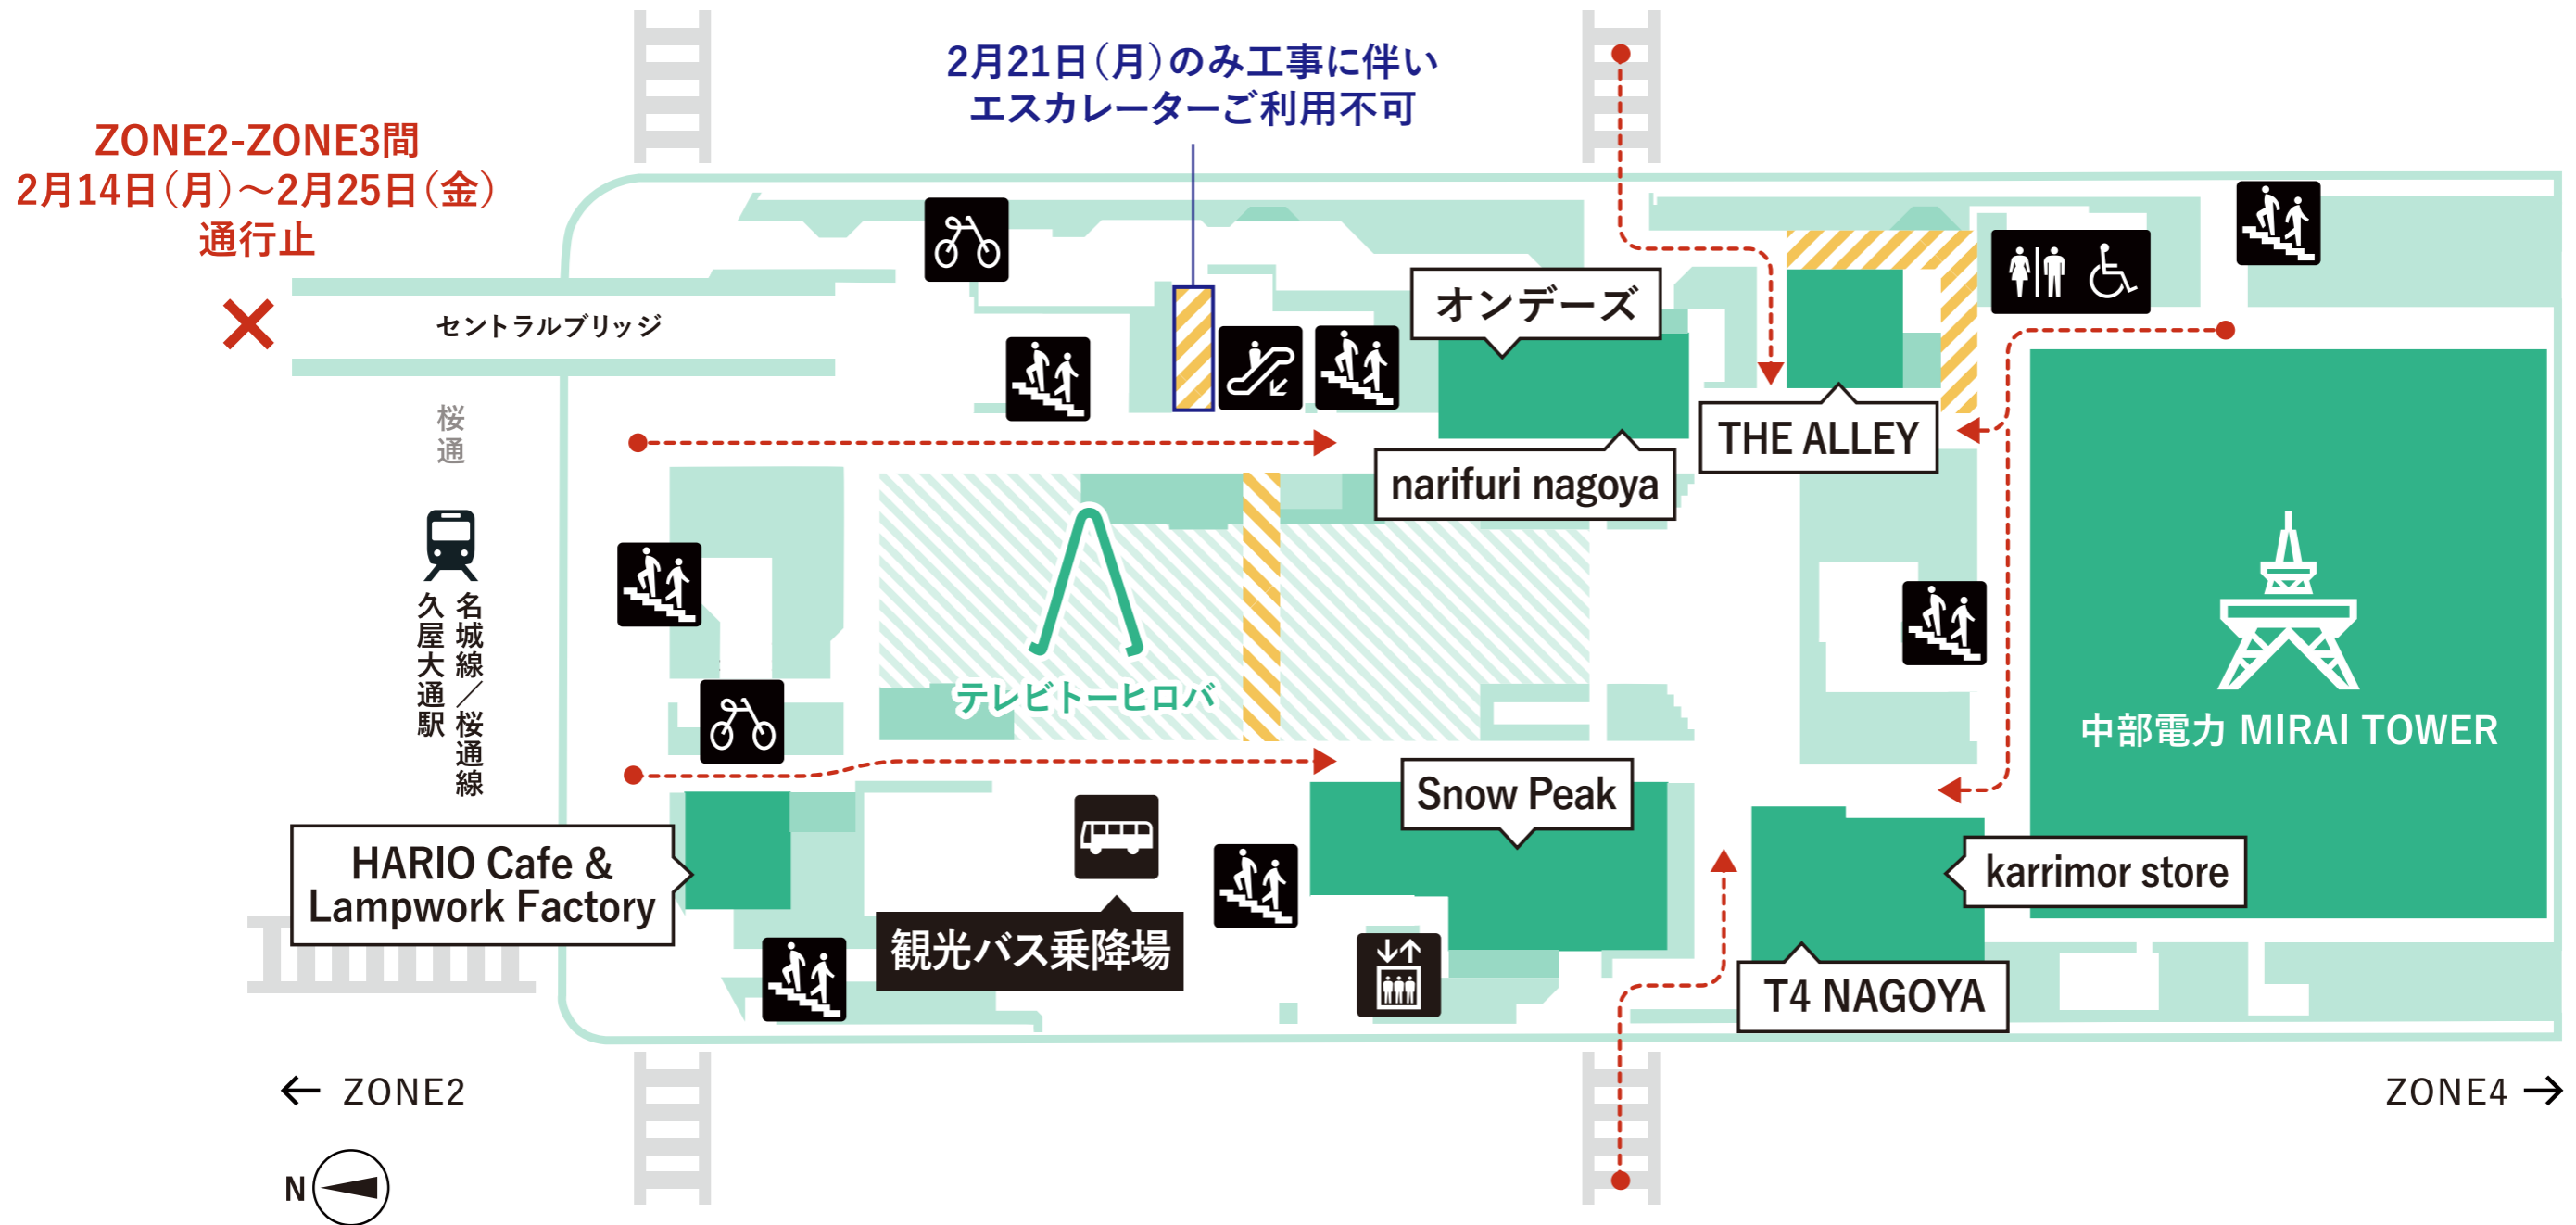 2月21日(月)のみ工事に伴い
エスカレーターご利用不可
ZONE2-ZONE3間
2月14日(月)〜2月25日(金)
通行止
セントラルブリッジ
桜通
名城線／桜通線
久屋大通駅
オンデーズ
narifuri nagoya
THE ALLEY
テレビトーヒロバ
中部電力 MIRAI TOWER
Snow Peak
HARIO Cafe &
Lampwork Factory
観光バス乗降場
karrimor store
T4 NAGOYA
← ZONE2
ZONE4 →
N